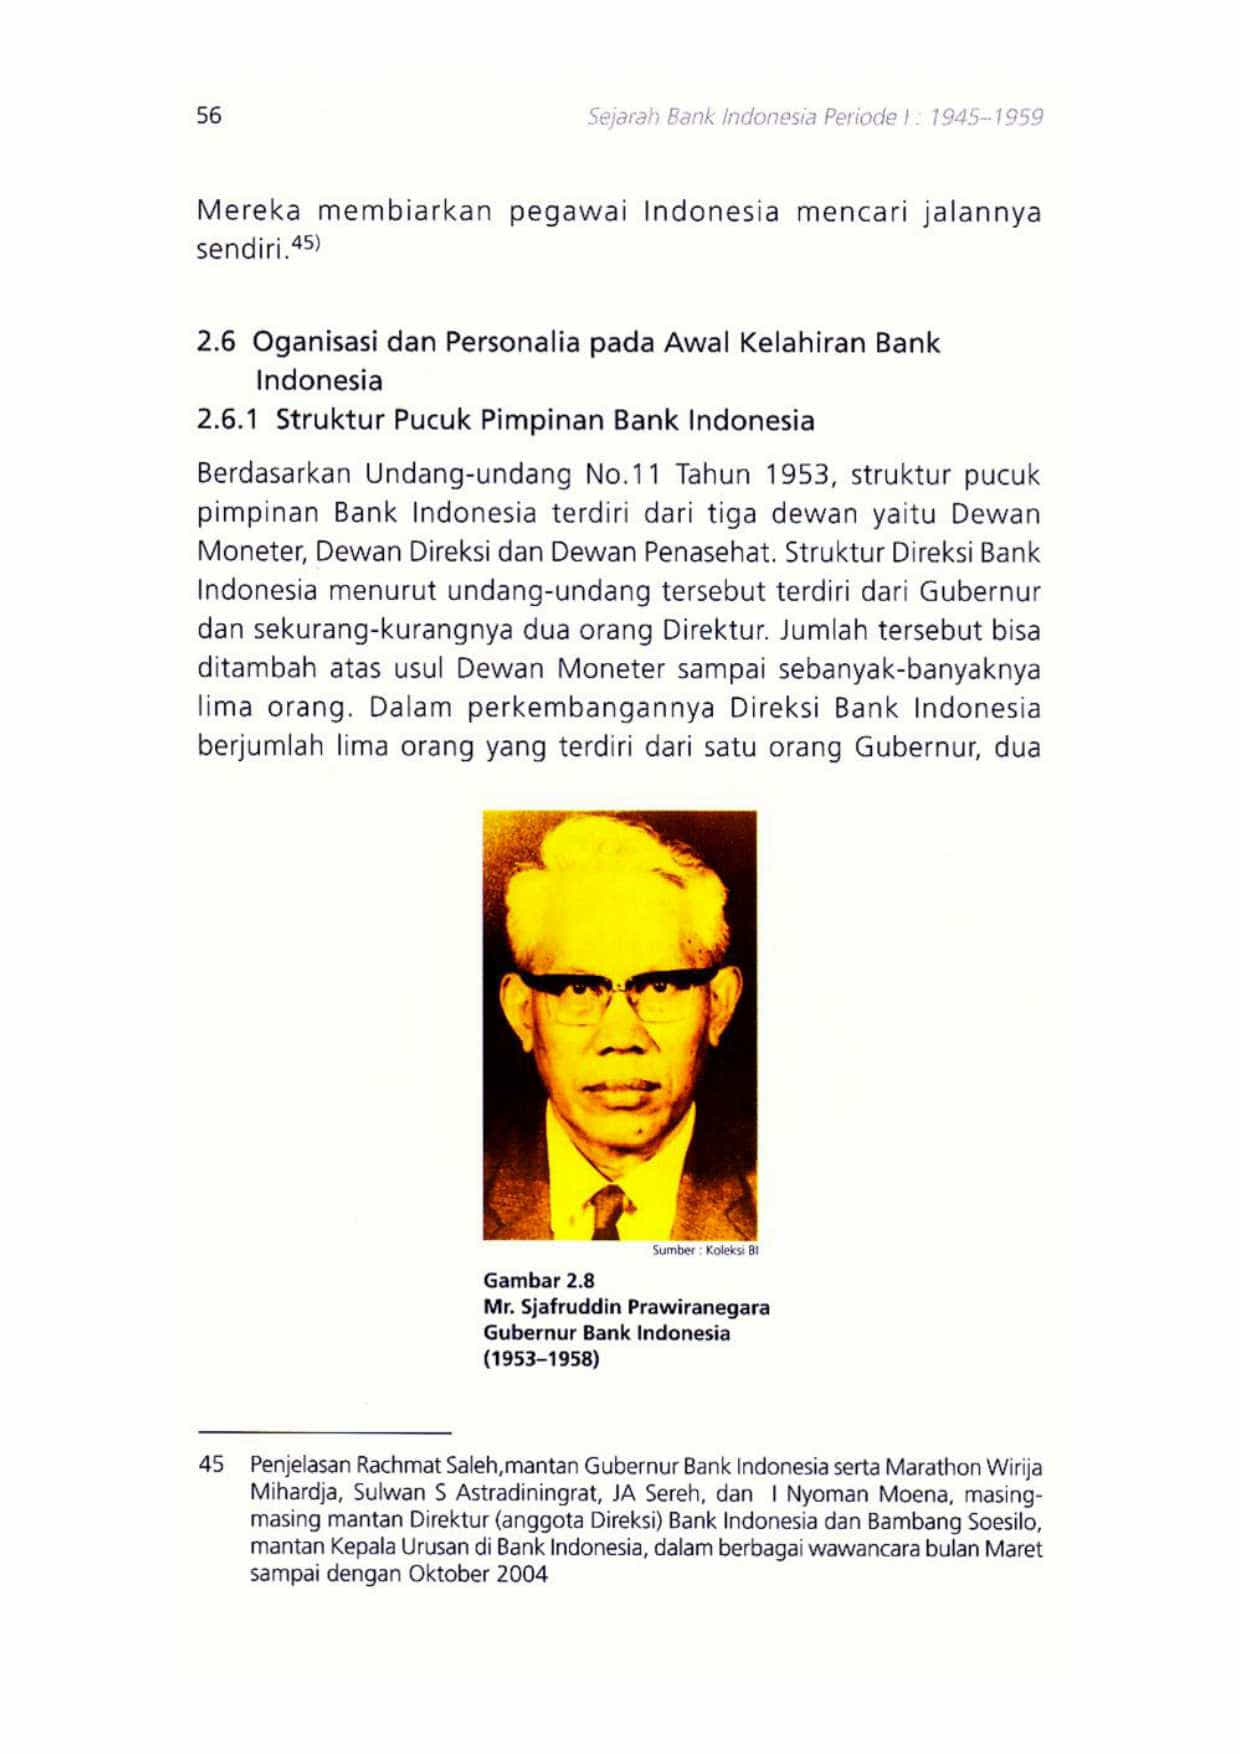 56
Sejarah Bank Indonesia Periode I : 1945–1959
Mereka membiarkan pegawai Indonesia mencari jalannya
sendiri.45)
2.6 Oganisasi dan Personalia pada Awal Kelahiran Bank
Indonesia
2.6.1 Struktur Pucuk Pimpinan Bank Indonesia
Berdasarkan Undang-undang No.11 Tahun 1953, struktur pucuk
pimpinan Bank Indonesia terdiri dari tiga dewan yaitu Dewan
Moneter, Dewan Direksi dan Dewan Penasehat. Struktur Direksi Bank
Indonesia menurut undang-undang tersebut terdiri dari Gubernur
dan sekurang-kurangnya dua orang Direktur. Jumlah tersebut bisa
ditambah atas usul Dewan Moneter sampai sebanyak-banyaknya
lima orang. Dalam perkembangannya Direksi Bank Indonesia
berjumlah lima orang yang terdiri dari satu orang Gubernur, dua
Sumber : Koleksi BI
Gambar 2.8
Mr. Sjafruddin Prawiranegara
Gubernur Bank Indonesia
(1953–1958)
45 Penjelasan Rachmat Saleh,mantan Gubernur Bank Indonesia serta Marathon Wirija
Mihardja, Sulwan S Astradiningrat, JA Sereh, dan I Nyoman Moena, masing-
masing mantan Direktur (anggota Direksi) Bank Indonesia dan Bambang Soesilo,
mantan Kepala Urusan di Bank Indonesia, dalam berbagai wawancara bulan Maret
sampai dengan Oktober 2004